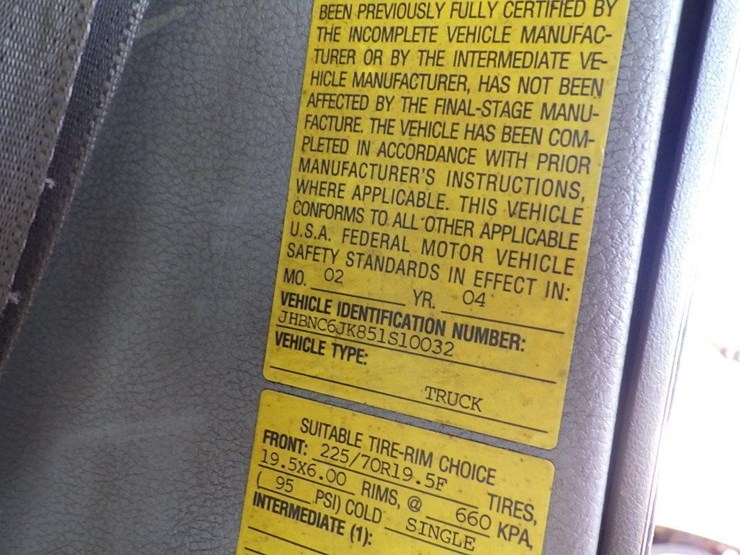 BEEN PREVIOUSLY FULLY CERTIFIED BY
THE INCOMPLETE VEHICLE MANUFAC-
TURER OR BY THE INTERMEDIATE VE-
HICLE MANUFACTURER, HAS NOT BEEN
AFFECTED BY THE FINAL-STAGE MANU-
FACTURE. THE VEHICLE HAS BEEN COM-
PLETED IN ACCORDANCE WITH PRIOR
MANUFACTURER'S INSTRUCTIONS,
WHERE APPLICABLE. THIS VEHICLE
CONFORMS TO ALL OTHER APPLICABLE
U.S.A. FEDERAL MOTOR VEHICLE
SAFETY STANDARDS IN EFFECT IN:
MO. 02 YR. 04
VEHICLE IDENTIFICATION NUMBER:
JHBNC6JK851S10032
VEHICLE TYPE:
TRUCK
SUITABLE TIRE-RIM CHOICE
FRONT: 225/70R19.5F TIRES,
19.5x6.00 RIMS, @ 660 KPA,
( 95 PSI) COLD SINGLE
INTERMEDIATE (1):